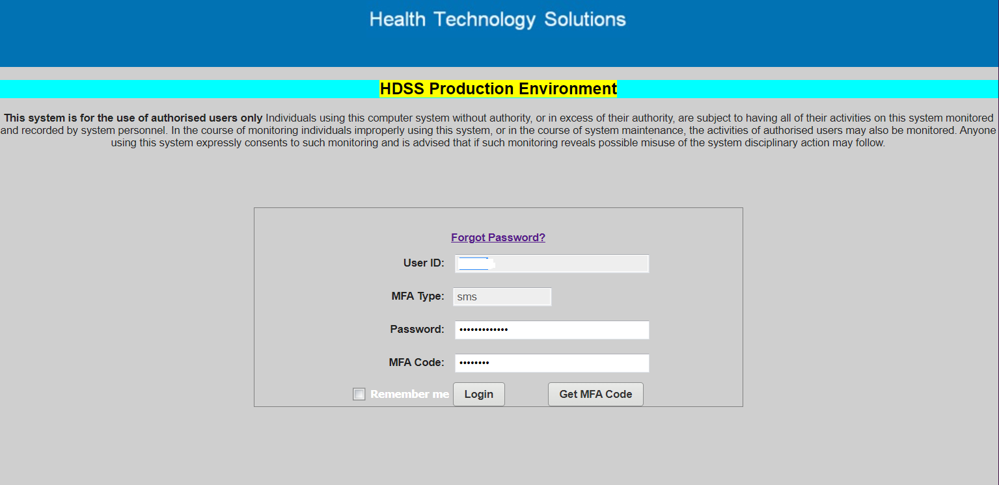 Health Technology Solutions
HDSS Production Environment
This system is for the use of authorised users only Individuals using this computer system without authority, or in excess of their authority, are subject to having all of their activities on this system monitored
and recorded by system personnel. In the course of monitoring individuals improperly using this system, or in the course of system maintenance, the activities of authorised users may also be monitored. Anyone
using this system expressly consents to such monitoring and is advised that if such monitoring reveals possible misuse of the system disciplinary action may follow.
Forgot Password?
User ID:
MFA Type: sms
Password: •••••••••••••
MFA Code: ••••••••
Remember me Login Get MFA Code